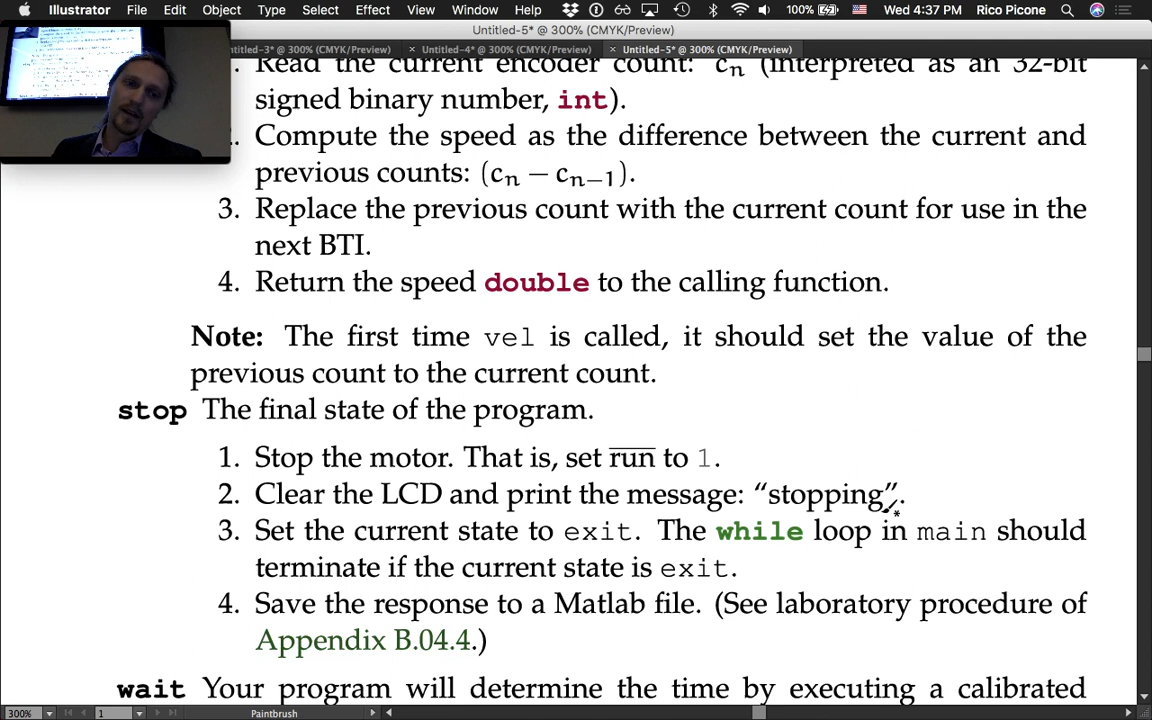 Illustrator File Edit Object Type Select Effect View Window Help 100% Wed 4:37 PM Rico Picone
Untitled-5* @ 300% (CMYK/Preview)
Untitled-3* @ 300% (CMYK/Preview) × Untitled-4* @ 300% (CMYK/Preview) × Untitled-5* @ 300% (CMYK/Preview)
1. Read the current encoder count: cn (interpreted as an 32-bit
signed binary number, int).
2. Compute the speed as the difference between the current and
previous counts: (cn − cn−1).
3. Replace the previous count with the current count for use in the
next BTI.
4. Return the speed double to the calling function.
Note: The first time vel is called, it should set the value of the
previous count to the current count.
stop The final state of the program.
1. Stop the motor. That is, set run to 1.
2. Clear the LCD and print the message: “stopping”.
3. Set the current state to exit. The while loop in main should
terminate if the current state is exit.
4. Save the response to a Matlab file. (See laboratory procedure of
Appendix B.04.4.)
wait Your program will determine the time by executing a calibrated
300% 1 Paintbrush